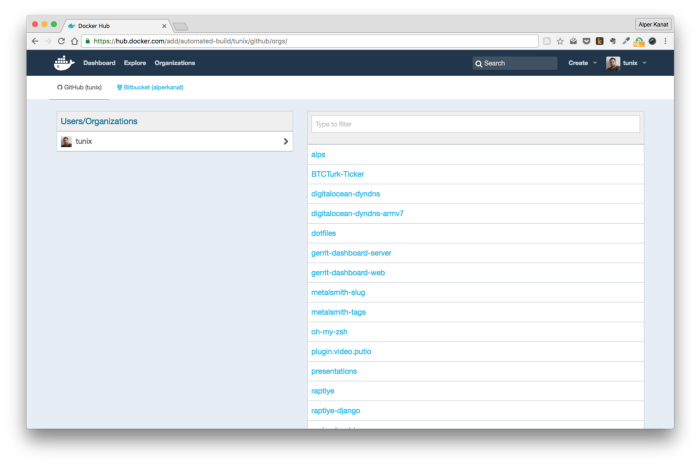 Docker Hub
Alper Kanat
https://hub.docker.com/add/automated-build/tunix/github/orgs/
Dashboard Explore Organizations Search Create tunix
GitHub (tunix) Bitbucket (alperkanat)
Users/Organizations
tunix
Type to filter
alps
BTCTurk-Ticker
digitalocean-dyndns
digitalocean-dyndns-armv7
dotfiles
gerrit-dashboard-server
gerrit-dashboard-web
metalsmith-slug
metalsmith-tags
oh-my-zsh
plugin.video.putio
presentations
raptiye
raptiye-django